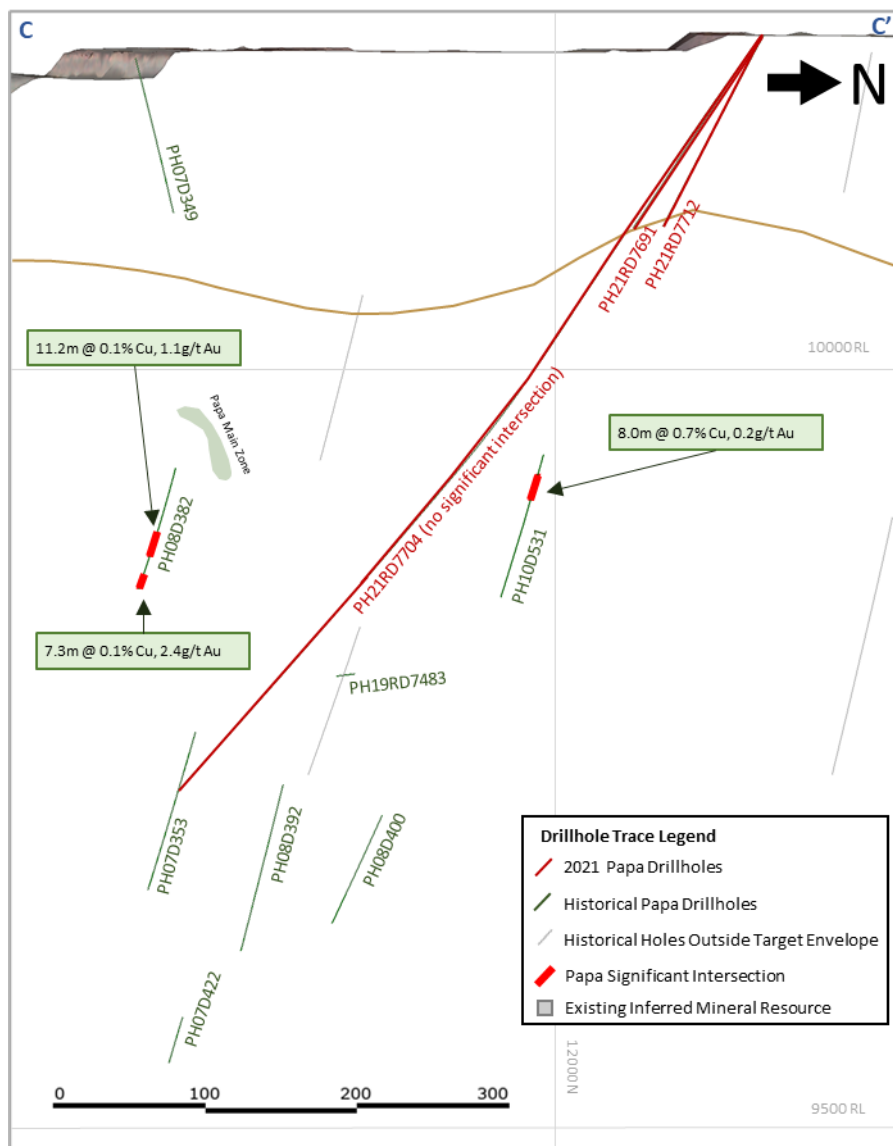 C
C'
N
PH07D349
PH21RD7691
PH21RD7712
10000 RL
11.2m @ 0.1% Cu, 1.1g/t Au
Papa Main Zone
8.0m @ 0.7% Cu, 0.2g/t Au
PH08D382
PH21RD7704 (no significant intersection)
PH10D531
7.3m @ 0.1% Cu, 2.4g/t Au
PH19RD7483
PH07D353
PH08D392
PH08D400
PH07D422
Drillhole Trace Legend
2021 Papa Drillholes
Historical Papa Drillholes
Historical Holes Outside Target Envelope
Papa Significant Intersection
Existing Inferred Mineral Resource
12000N
0 100 200 300
9500 RL